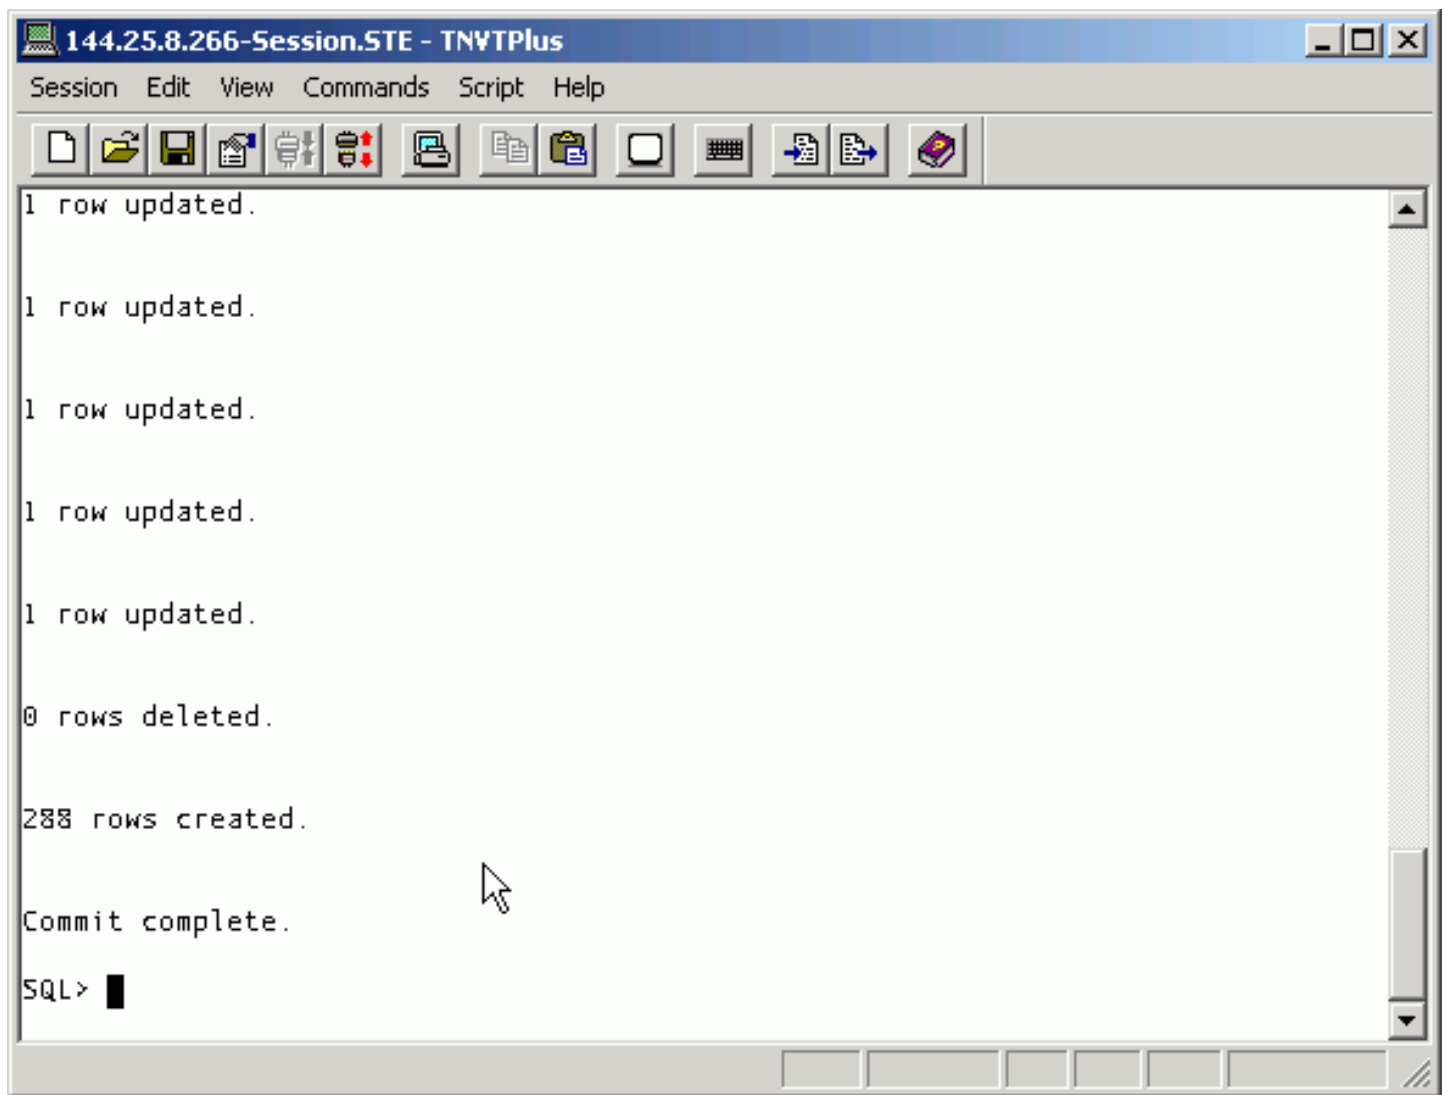 144.25.8.266-Session.STE - TNVTPlus
Session Edit View Commands Script Help
1 row updated.
1 row updated.
1 row updated.
1 row updated.
1 row updated.
0 rows deleted.
288 rows created.
Commit complete.
SQL>